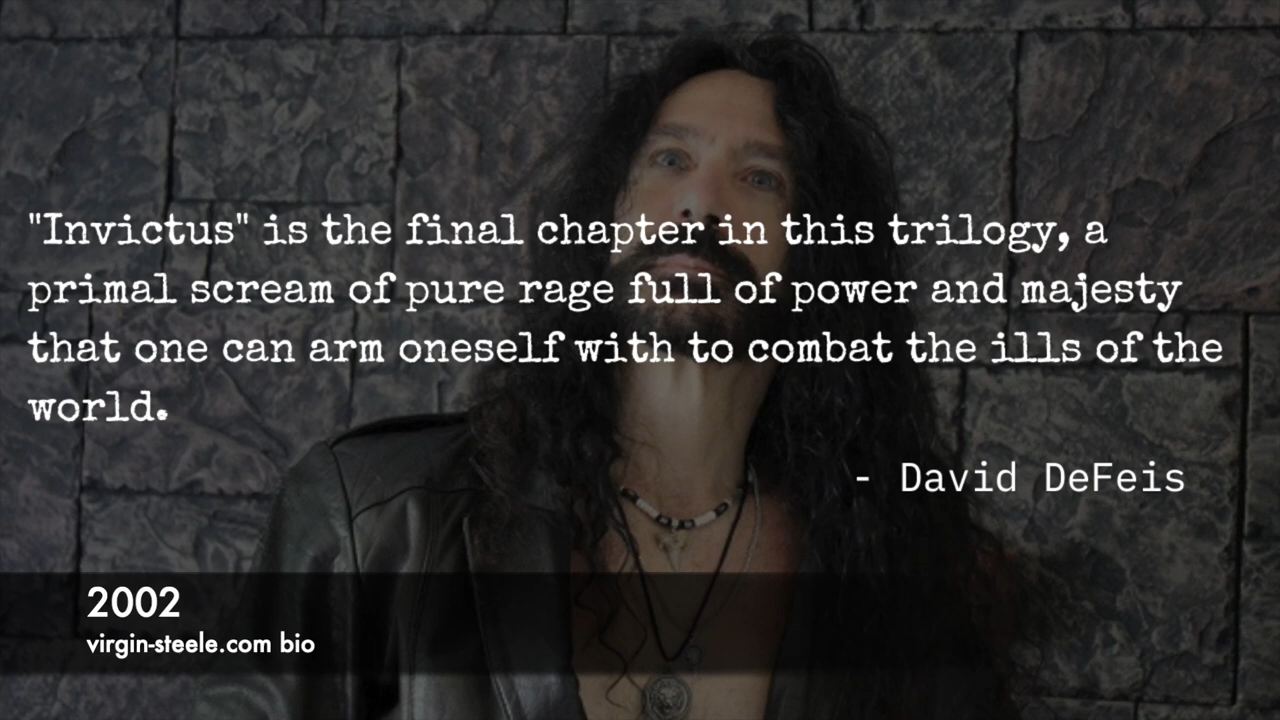 "Invictus" is the final chapter in this trilogy, a
primal scream of pure rage full of power and majesty
that one can arm oneself with to combat the ills of the
world.
- David DeFeis
2002
virgin-steele.com bio